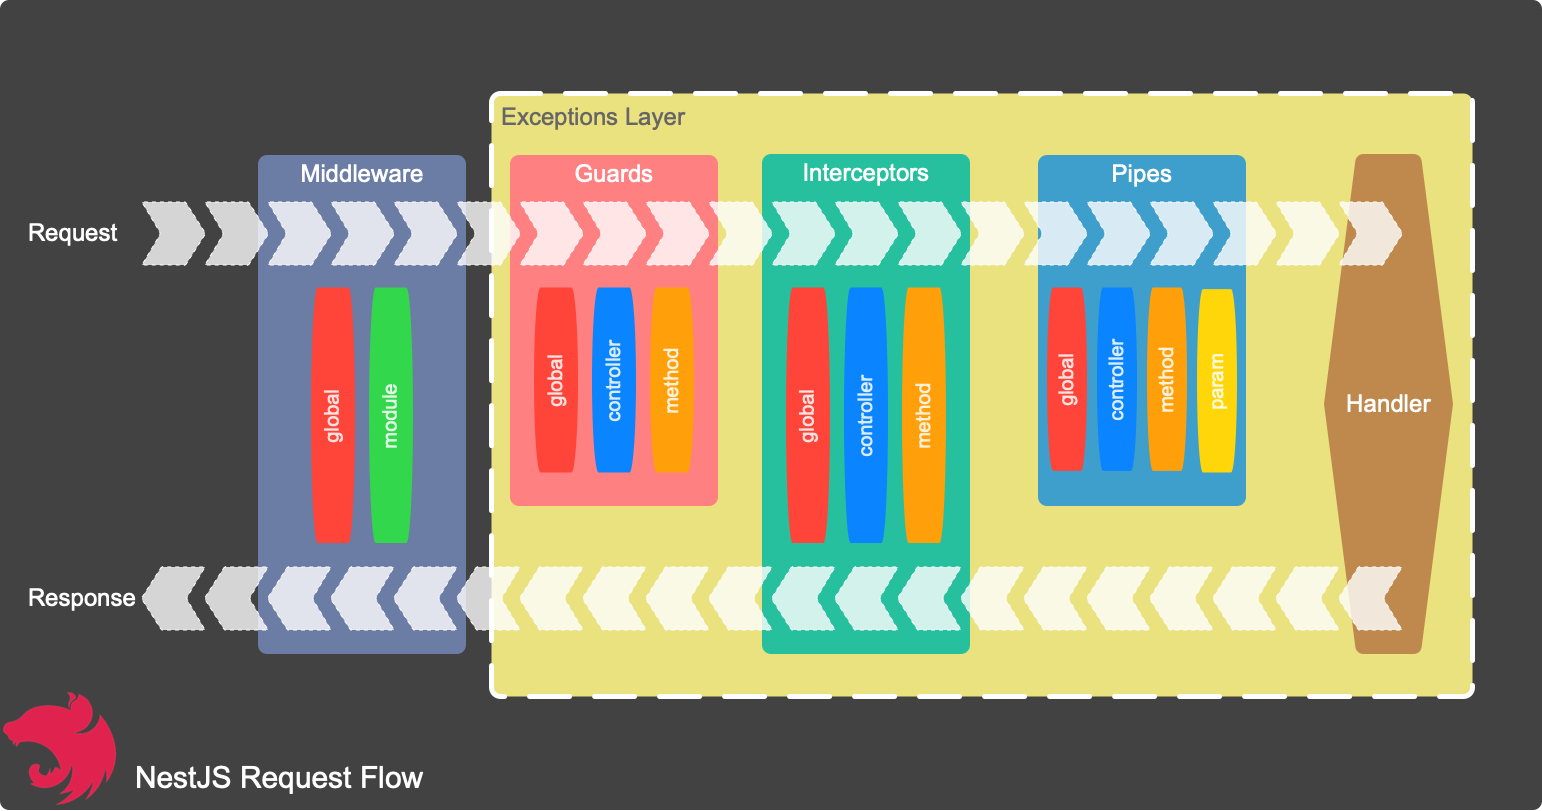 Exceptions Layer
Middleware
Guards
Interceptors
Pipes
Request
global
module
global
controller
method
global
controller
method
global
controller
method
param
Handler
Response
NestJS Request Flow